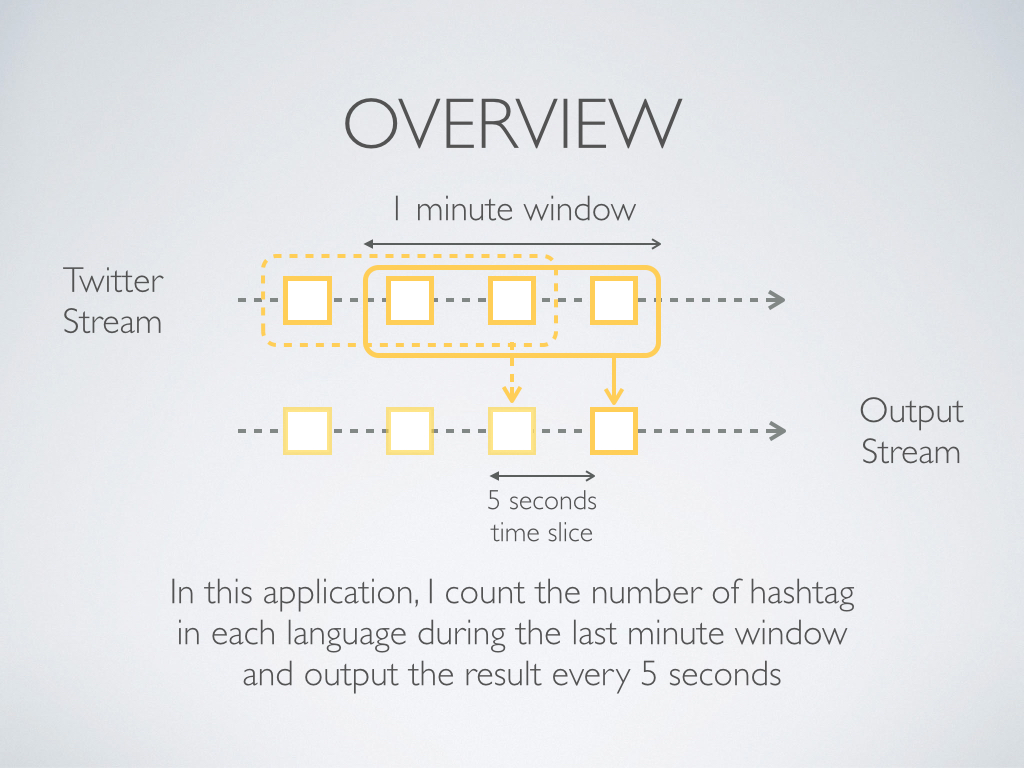 OVERVIEW
1 minute window
Twitter
Stream
Output
Stream
5 seconds
time slice
In this application, I count the number of hashtag
in each language during the last minute window
and output the result every 5 seconds